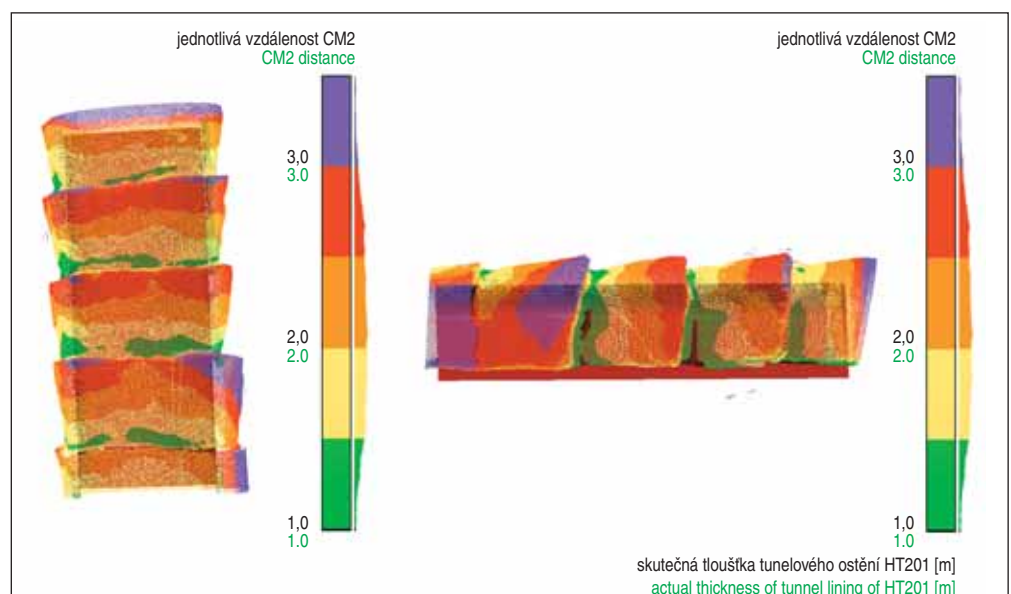 jednotlivá vzdálenost CM2
CM2 distance
3,0
3.0
2,0
2.0
1,0
1.0
jednotlivá vzdálenost CM2
CM2 distance
3,0
3.0
2,0
2.0
1,0
1.0
skutečná tloušťka tunelového ostění HT201 [m]
actual thickness of tunnel lining of HT201 [m]